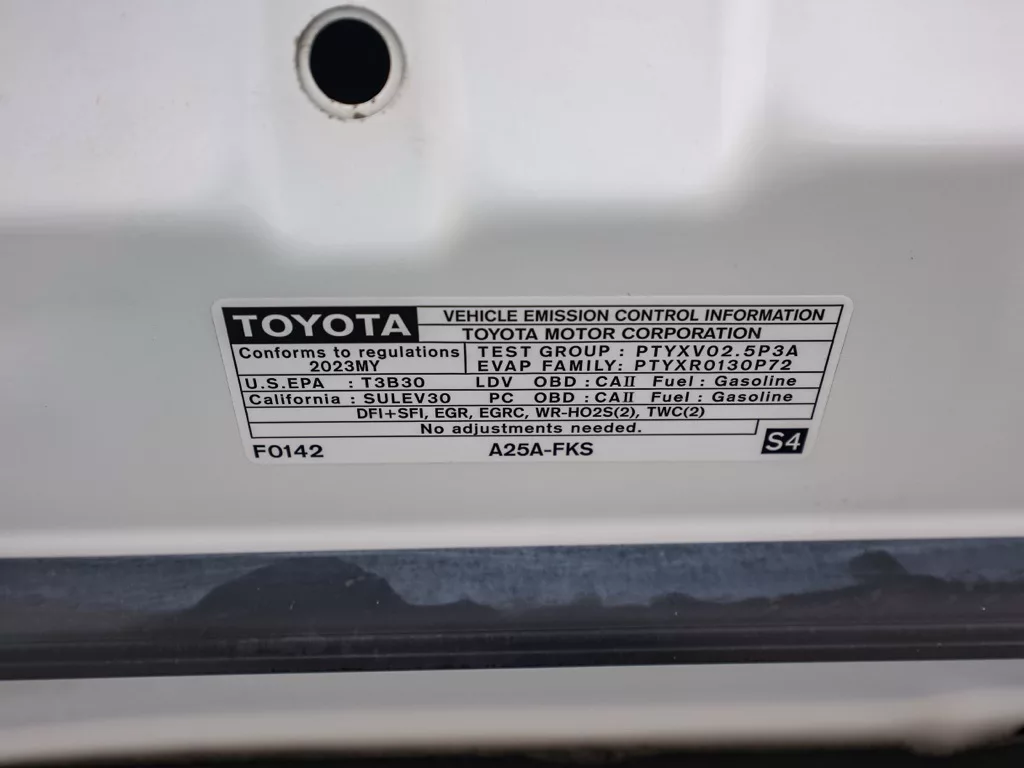 TOYOTA
VEHICLE EMISSION CONTROL INFORMATION
TOYOTA MOTOR CORPORATION
Conforms to regulations
2023MY
TEST GROUP : PTYXV02.5P3A
EVAP FAMILY: PTYXR0130P72
U.S.EPA : T3B30 LDV OBD : CAII Fuel : Gasoline
California : SULEV30 PC OBD : CAII Fuel : Gasoline
DFI+SFI, EGR, EGRC, WR-HO2S(2), TWC(2)
No adjustments needed.
F0142 A25A-FKS S4